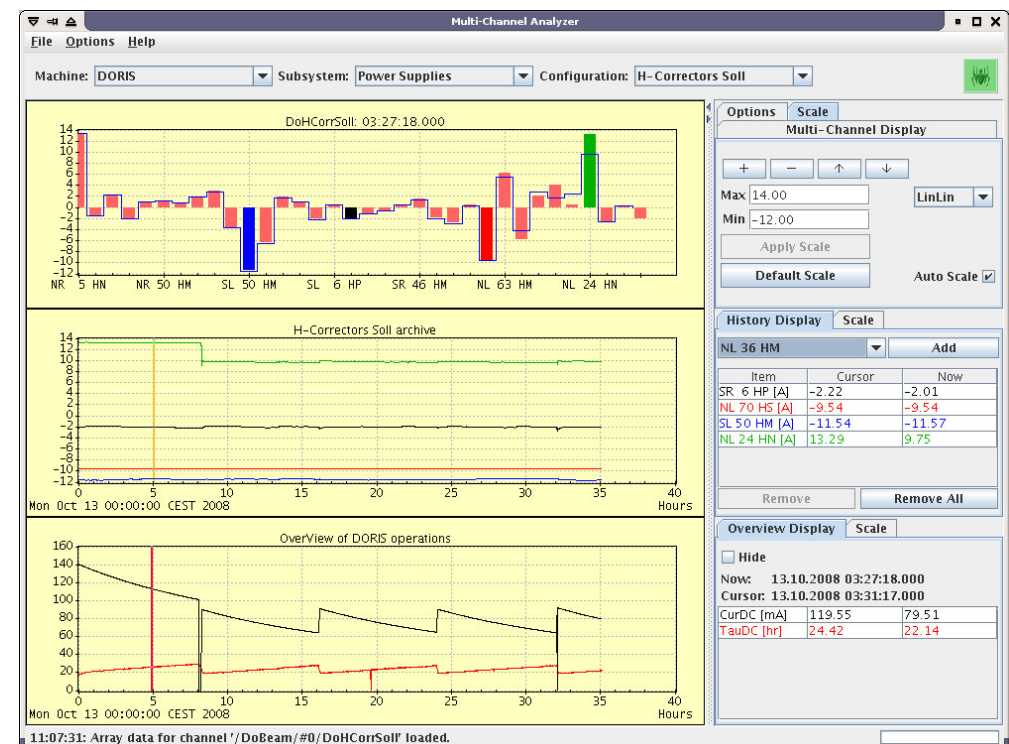 Multi-Channel Analyzer
File Options Help
Machine: DORIS Subsystem: Power Supplies Configuration: H-Correctors Soll
DoHCorrSoll: 03:27:18.000
14
12
10
8
6
4
2
0
-2
-4
-6
-8
-10
-12
NR 5 HN NR 50 HM SL 50 HM SL 6 HP SR 46 HM NL 63 HM NL 24 HN
H-Correctors Soll archive
14
12
10
8
6
4
2
0
-2
-4
-6
-8
-10
-12
0 5 10 15 20 25 30 35 40
Mon Oct 13 00:00:00 CEST 2008 Hours
OverView of DORIS operations
160
140
120
100
80
60
40
20
0
0 5 10 15 20 25 30 35 40
Mon Oct 13 00:00:00 CEST 2008 Hours
Options Scale
Multi-Channel Display
+ - ↑ ↓
Max 14.00 LinLin
Min -12.00
Apply Scale
Default Scale Auto Scale
History Display Scale
NL 36 HM Add
Item Cursor Now
SR 6 HP [A] -2.22 -2.01
NL 70 HS [A] -9.54 -9.54
SL 50 HM [A] -11.54 -11.57
NL 24 HN [A] 13.29 9.75
Remove Remove All
Overview Display Scale
Hide
Now: 13.10.2008 03:27:18.000
Cursor: 13.10.2008 03:31:17.000
CurDC [mA] 119.55 79.51
TauDC [hr] 24.42 22.14
11:07:31: Array data for channel '/DoBeam/#0/DoHCorrSoll' loaded.